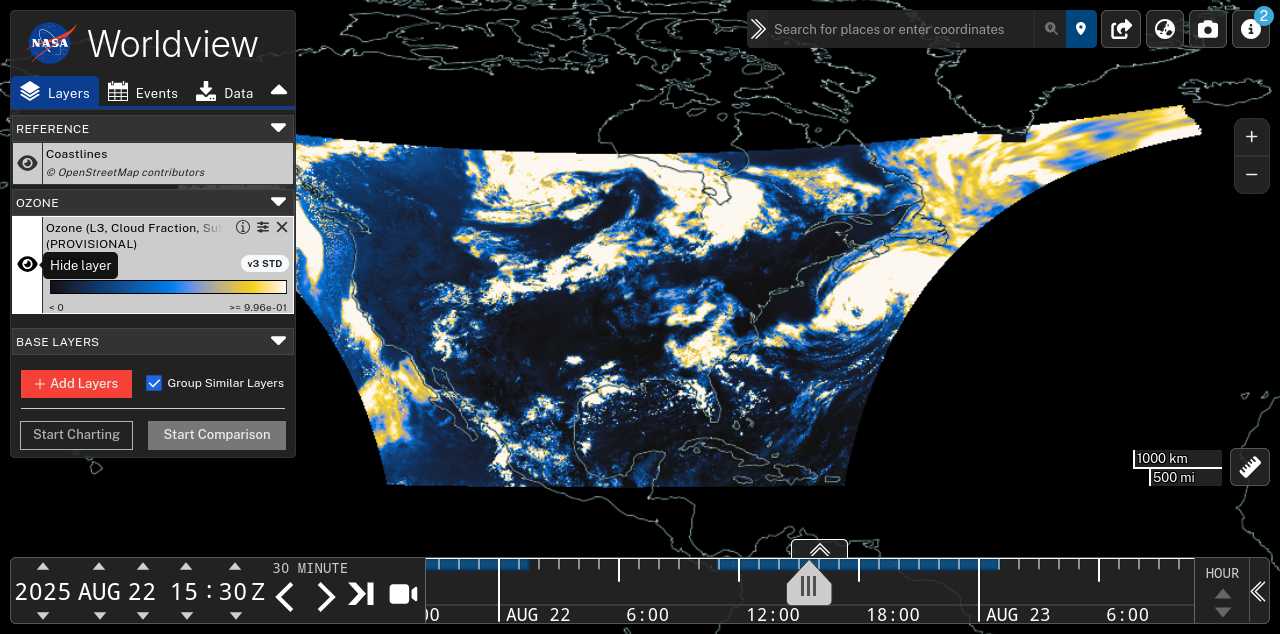 NASA
Worldview
Layers
Events
Data
REFERENCE
Coastlines
© OpenStreetMap contributors
OZONE
Ozone (L3, Cloud Fraction, Su
(PROVISIONAL)
Hide layer
v3 STD
< 0
>= 9.96e-01
BASE LAYERS
+ Add Layers
Group Similar Layers
Start Charting
Start Comparison
Search for places or enter coordinates
2
+
−
1000 km
500 mi
2025 AUG 22 15 : 30 Z
30 MINUTE
00
AUG 22
6:00
12:00
18:00
AUG 23
6:00
HOUR